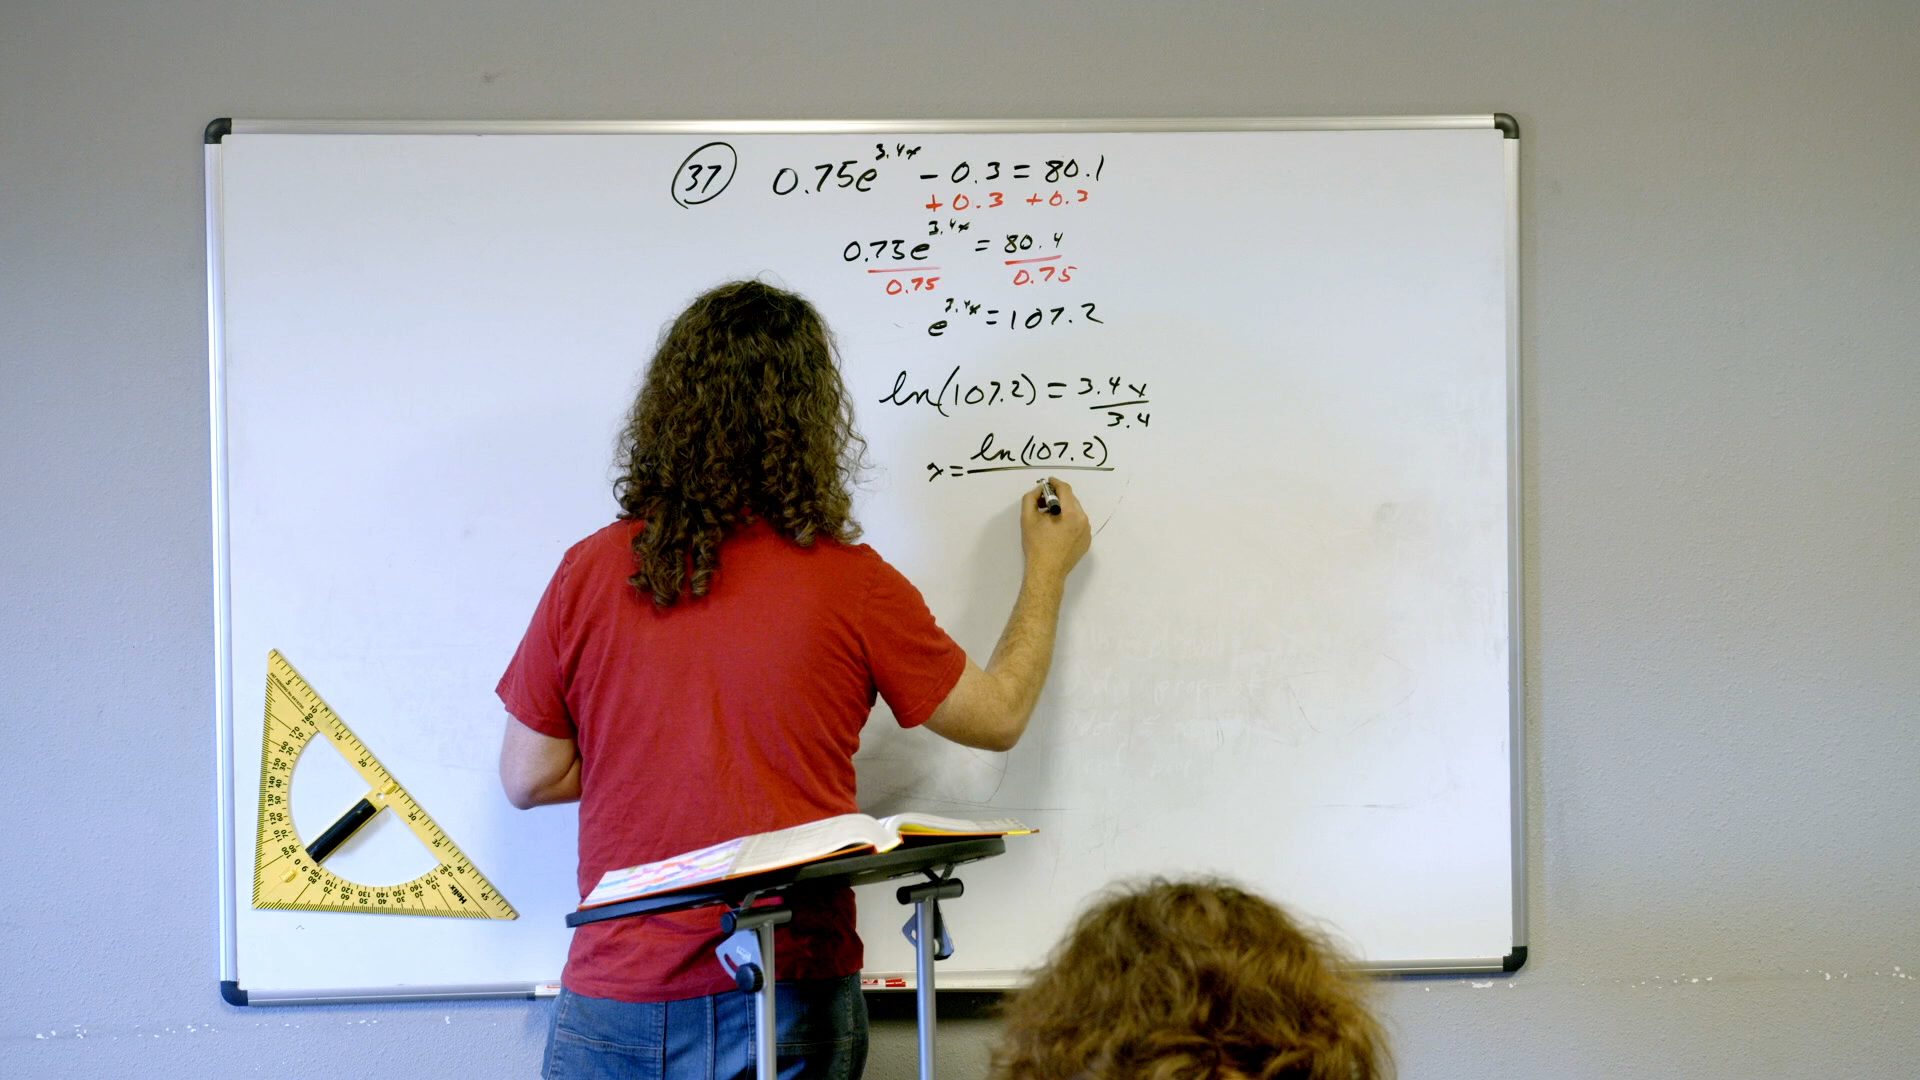 37 0.75e^3.4x - 0.3 = 80.1
+0.3 +0.3
0.75e^3.4x = 80.4
0.75 0.75
e^3.4x = 107.2
ln(107.2) = 3.4x
3.4
x = ln(107.2)
Helix